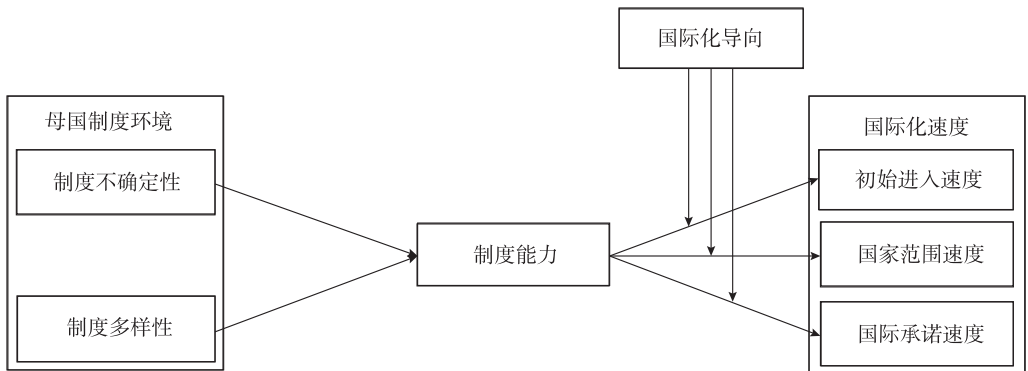 国际化导向
母国制度环境
制度不确定性
制度多样性
制度能力
国际化速度
初始进入速度
国家范围速度
国际承诺速度